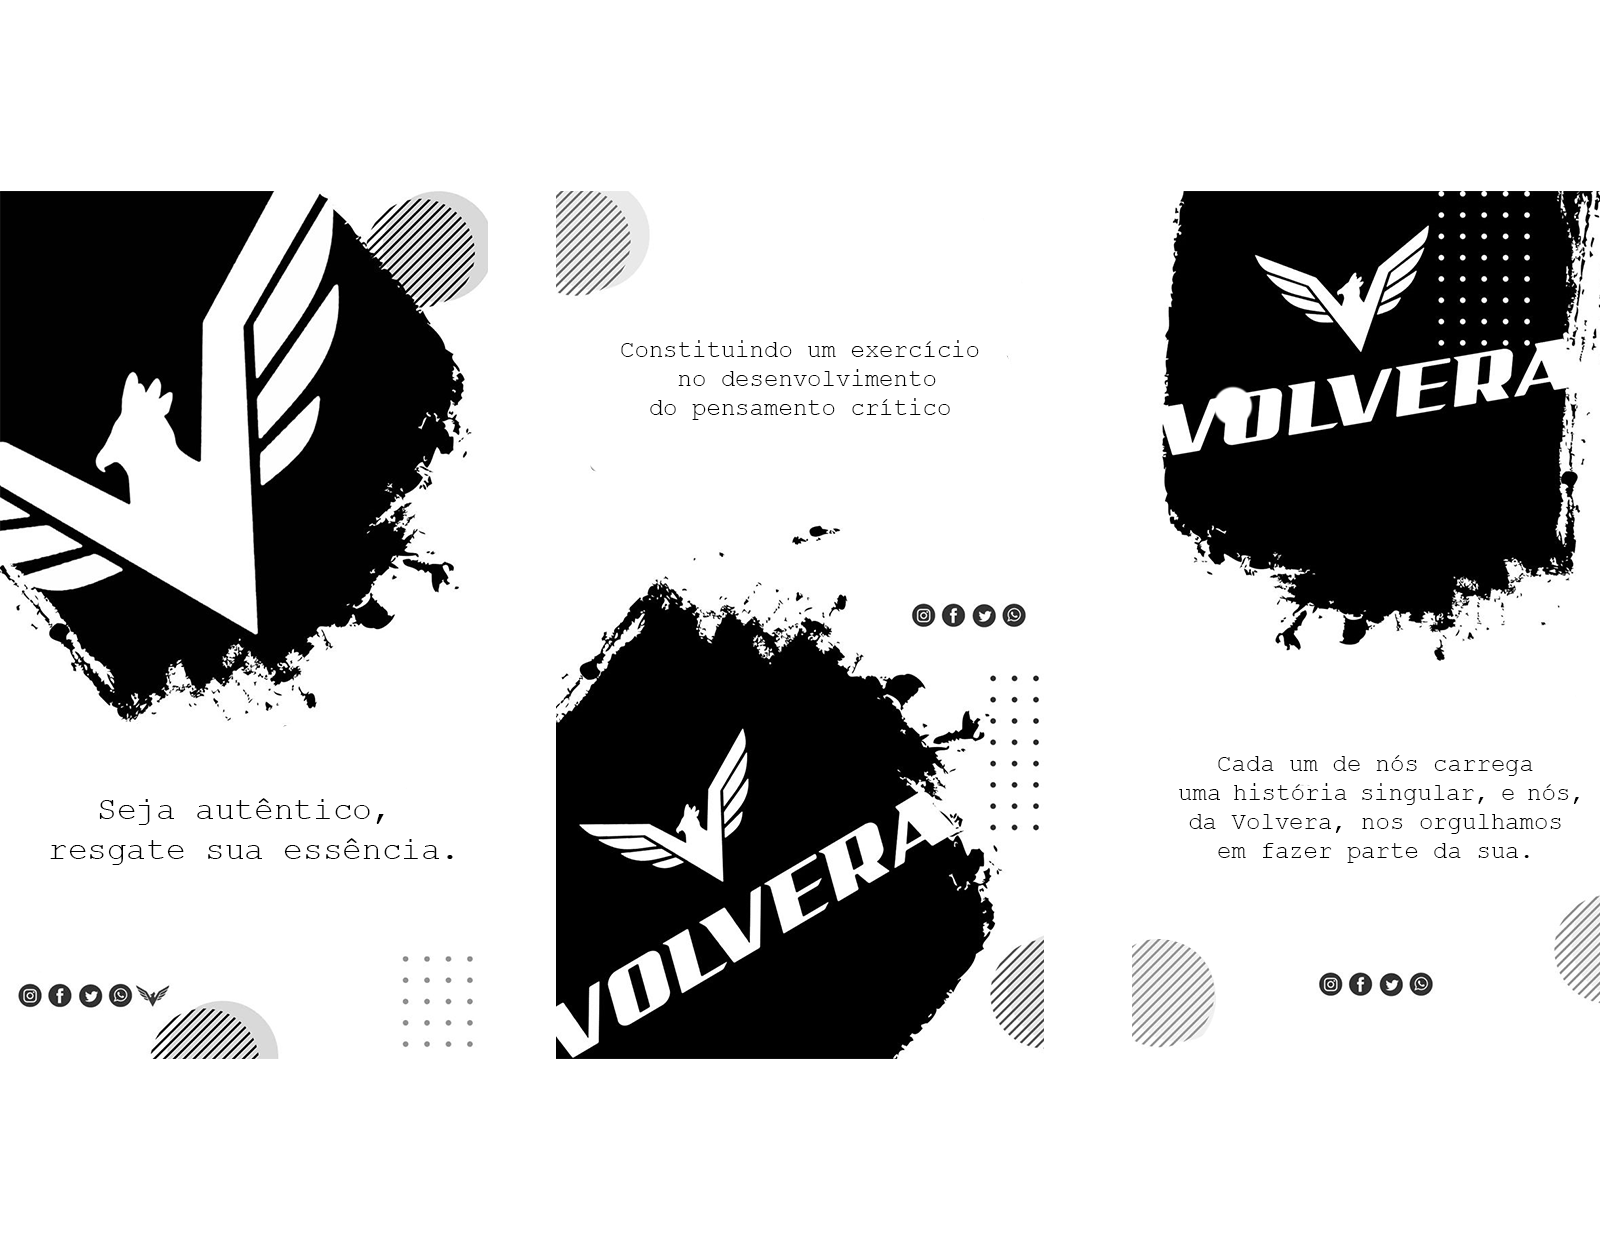 Seja autêntico,
resgate sua essência.
Constituindo um exercício
no desenvolvimento
do pensamento crítico
VOLVERA
VOLVERA
Cada um de nós carrega
uma história singular, e nós,
da Volvera, nos orgulhamos
em fazer parte da sua.